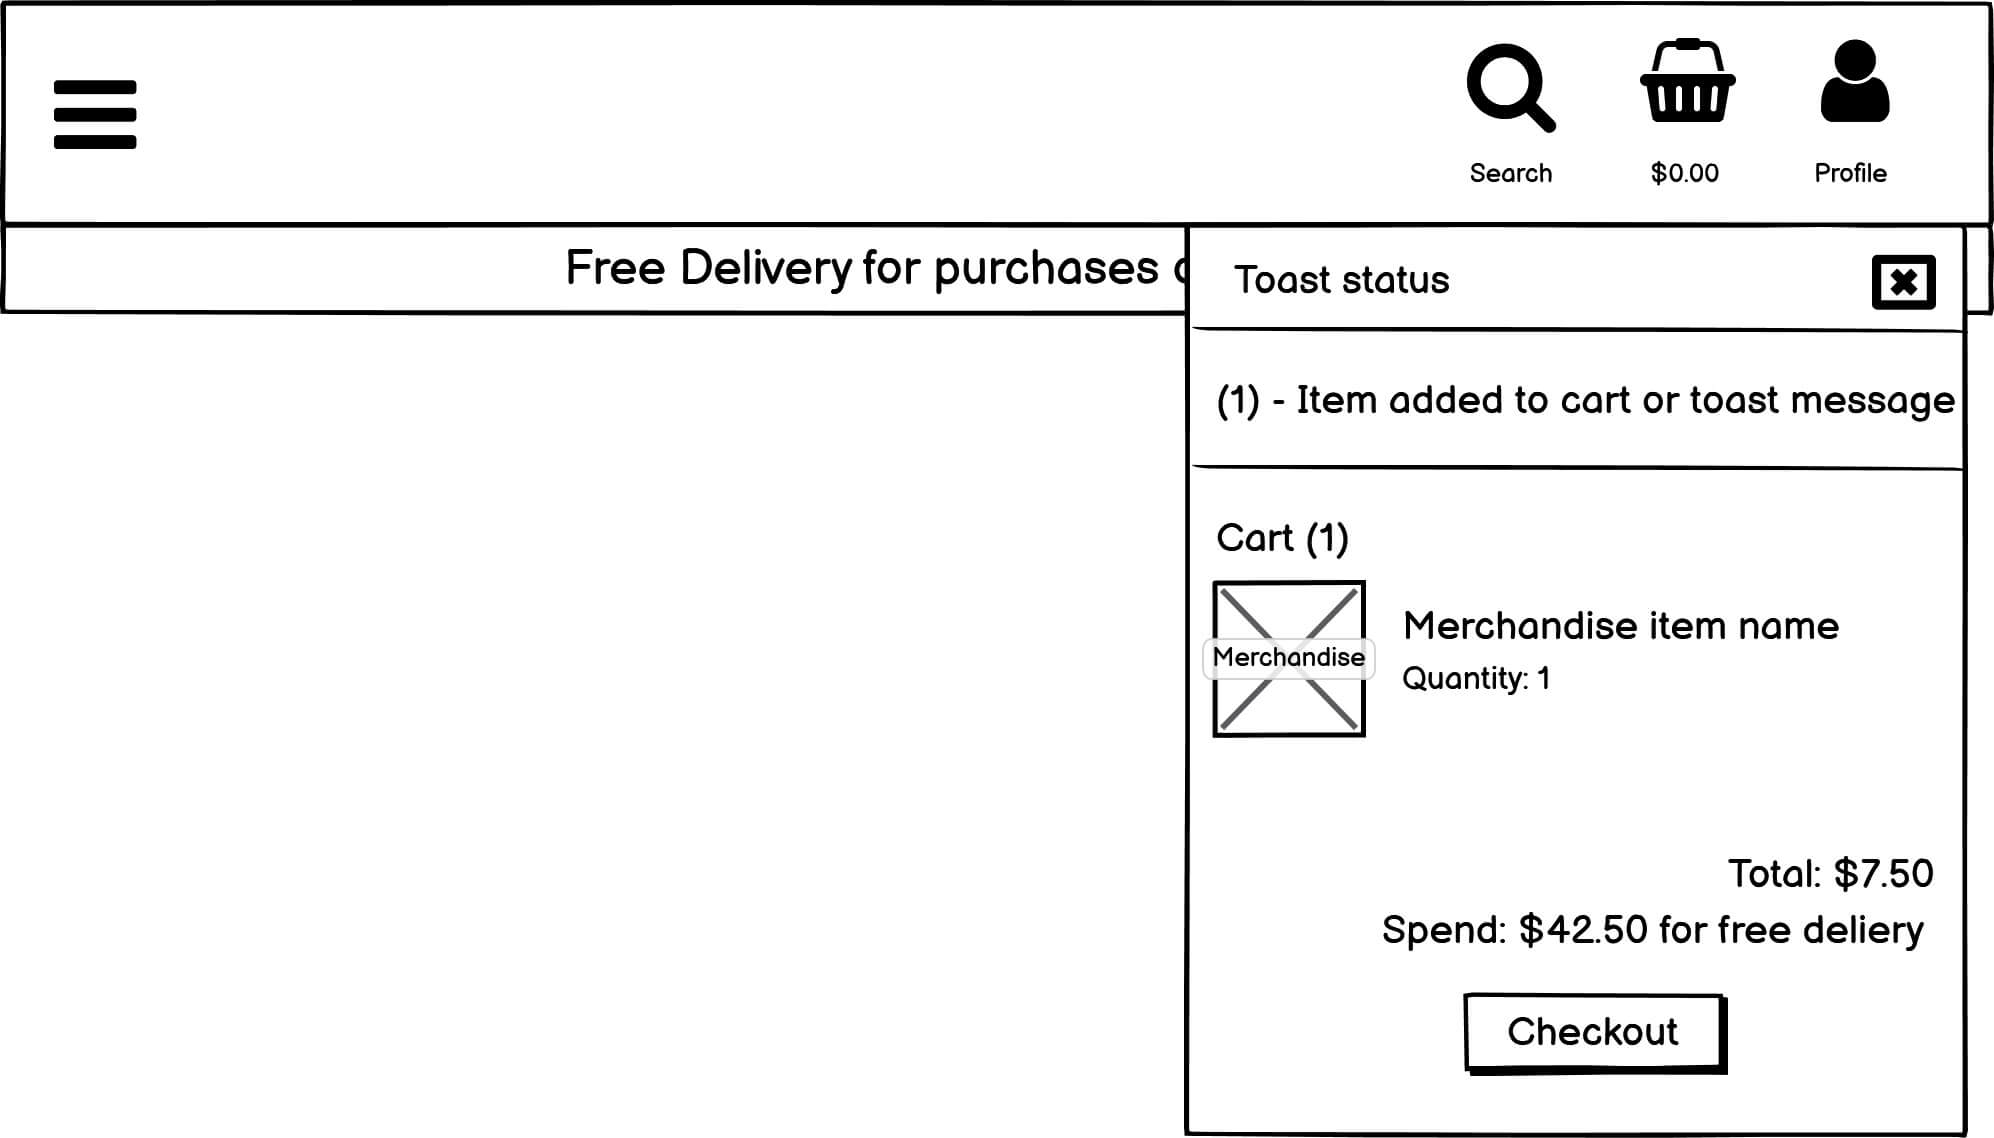 Search
$0.00
Profile
Free Delivery for purchases
Toast status
(1) - Item added to cart or toast message
Cart (1)
Merchandise
Merchandise item name
Quantity: 1
Total: $7.50
Spend: $42.50 for free deliery
Checkout